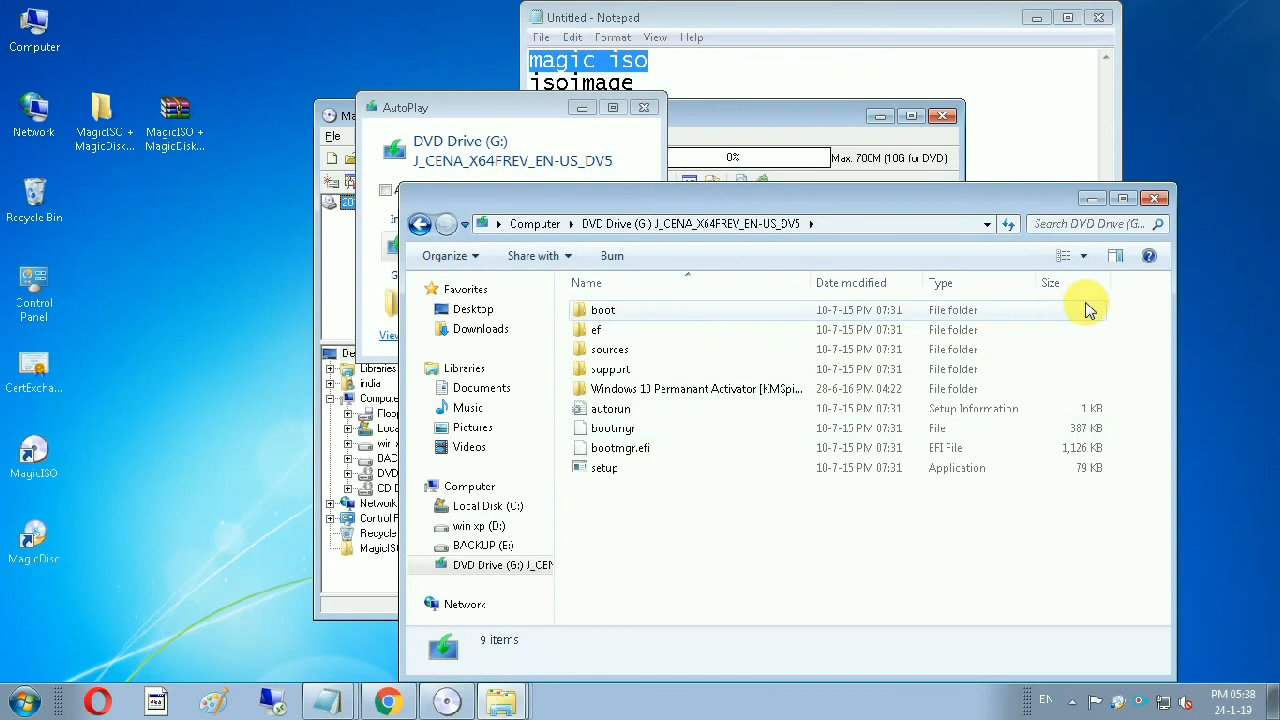 Computer
Network
MagicISO +
MagicDisk...
MagicISO +
MagicDisk...
Recycle Bin
Control
Panel
CertExcha...
MagicISO
MagicDisc
Untitled - Notepad
File Edit Format View Help
magic iso
isoimage
File
0%
Max. 700M (10G for DVD)
AutoPlay
DVD Drive (G:)
J_CENA_X64FREV_EN-US_DV5
View
Libraries
india
Network
Recycle
Computer
DVD Drive (G:) J_CENA_X64FREV_EN-US_DV5
Search DVD Drive (G...
Organize
Share with
Burn
Name Date modified Type Size
Favorites
Desktop
Downloads
Libraries
Documents
Music
Pictures
Videos
Computer
Local Disk (C:)
win xp (D:)
BACKUP (E:)
DVD Drive (G:) J_CEN
Network
boot 10-7-15 PM 07:31 File folder
efi 10-7-15 PM 07:31 File folder
sources 10-7-15 PM 07:31 File folder
support 10-7-15 PM 07:31 File folder
Windows 10 Permanant Activator [KMSpi... 28-6-16 PM 04:22 File folder
autorun 10-7-15 PM 07:31 Setup Information 1 KB
bootmgr 10-7-15 PM 07:31 File 387 KB
bootmgr.efi 10-7-15 PM 07:31 EFI File 1,126 KB
setup 10-7-15 PM 07:31 Application 79 KB
9 items
EN
PM 05:38
24-1-19